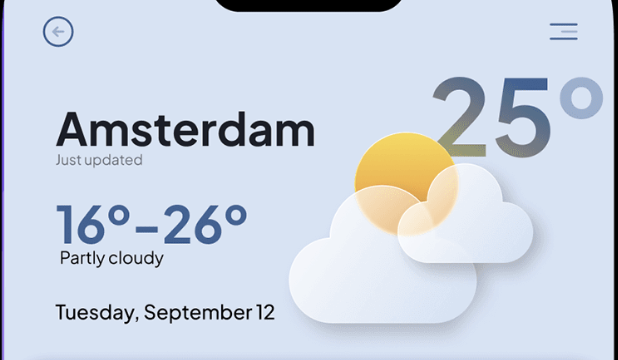 25°
Amsterdam
Just updated
16°-26°
Partly cloudy
Tuesday, September 12